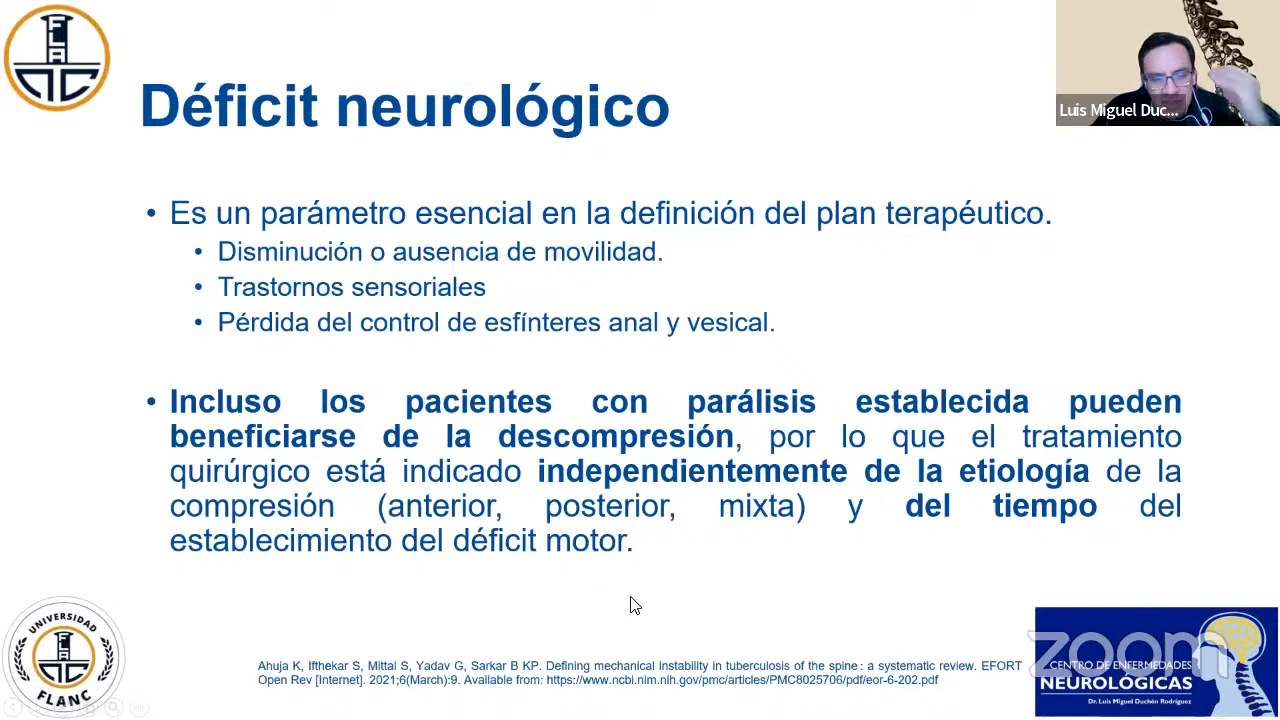 FLANC
Déficit neurológico
Luis Miguel Duc...
• Es un parámetro esencial en la definición del plan terapéutico.
• Disminución o ausencia de movilidad.
• Trastornos sensoriales
• Pérdida del control de esfínteres anal y vesical.
• Incluso los pacientes con parálisis establecida pueden
beneficiarse de la descompresión, por lo que el tratamiento
quirúrgico está indicado independientemente de la etiología de la
compresión (anterior, posterior, mixta) y del tiempo del
establecimiento del déficit motor.
UNIVERSIDAD
FLANC
FLANC
Ahuja K, Ifthekar S, Mittal S, Yadav G, Sarkar B KP. Defining mechanical instability in tuberculosis of the spine : a systematic review. EFORT
Open Rev [Internet]. 2021;6(March):9. Available from: https://www.ncbi.nlm.nih.gov/pmc/articles/PMC8025706/pdf/eor-6-202.pdf
zoom
CENTRO DE ENFERMEDADES
NEUROLÓGICAS
Dr. Luis Miguel Duchén Rodríguez